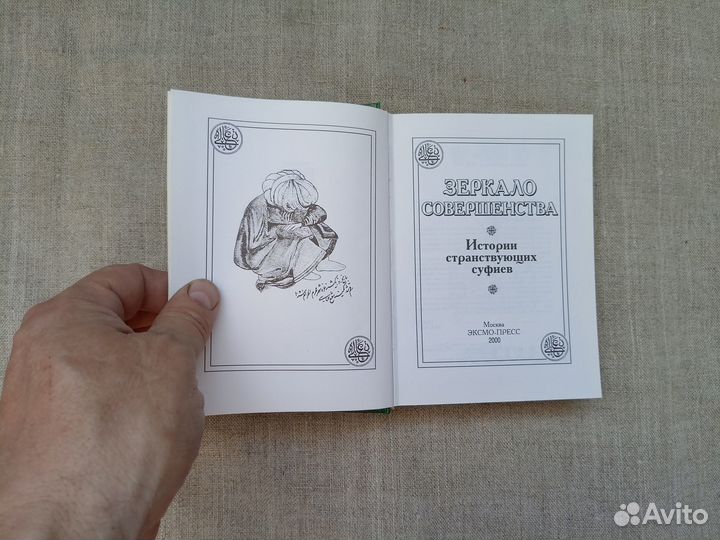 ЗЕРКАЛО
СОВЕРШЕНСТВА
Истории
странствующих
суфиев
Москва
ЭКСМО-ПРЕСС
2000
Avito